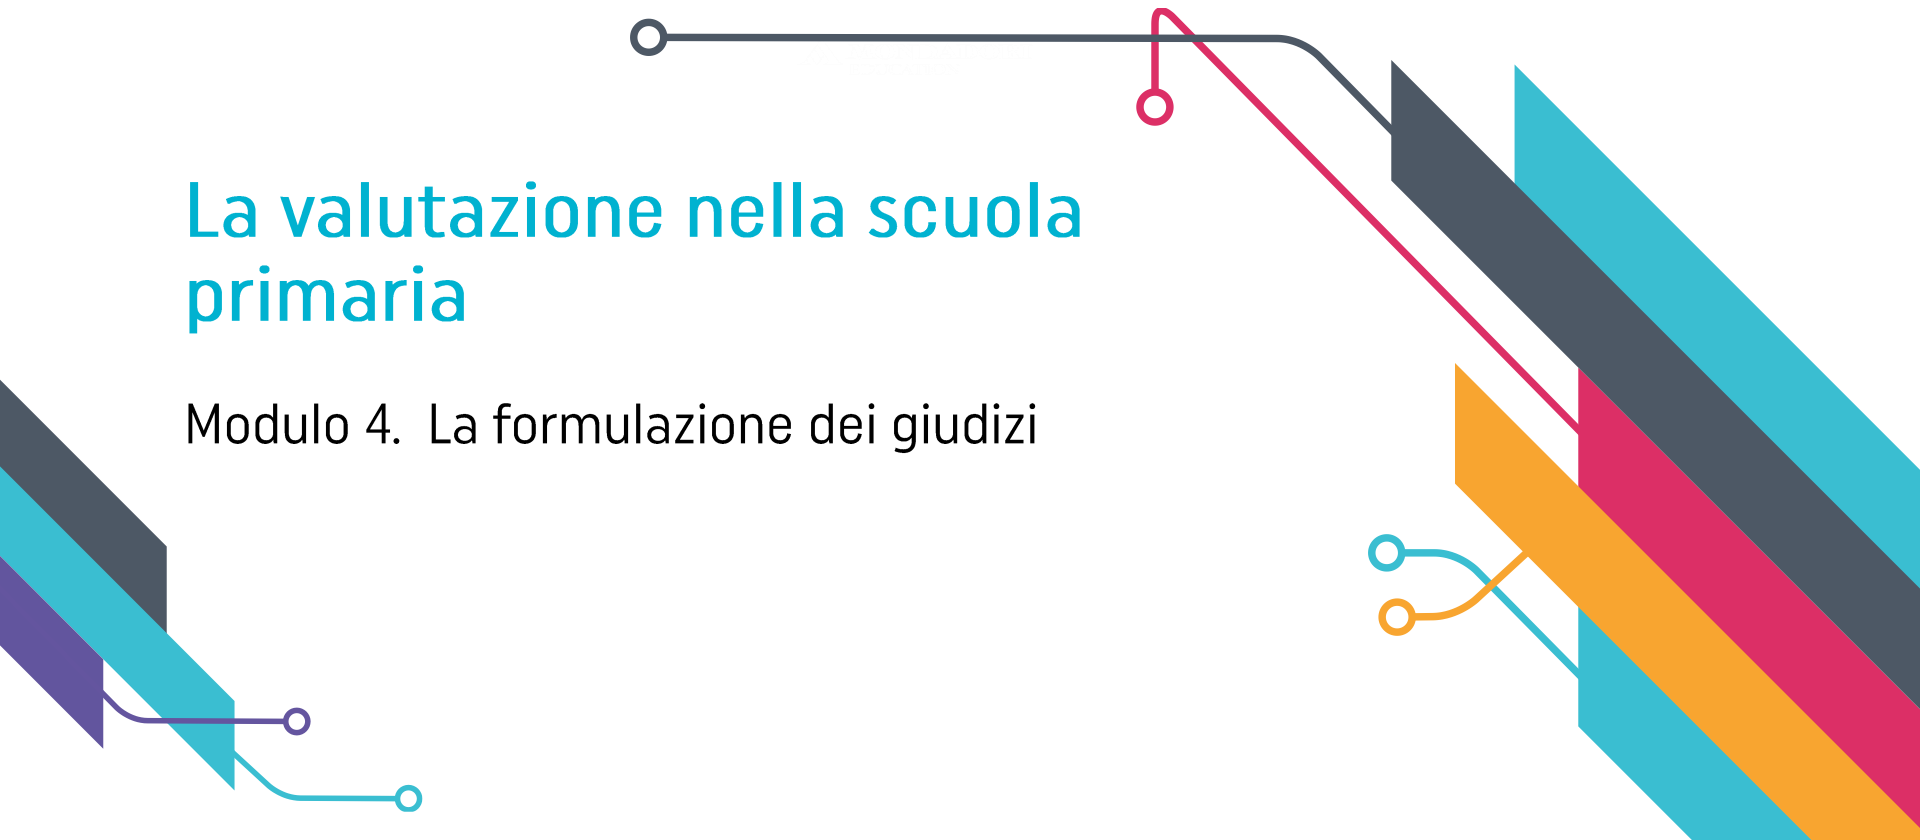 La valutazione nella scuola
primaria
Modulo 4. La formulazione dei giudizi